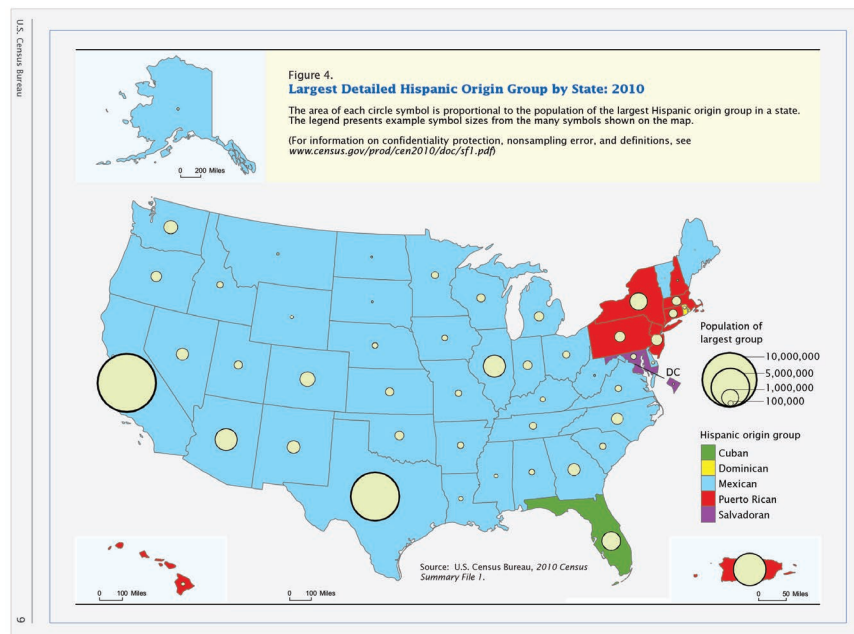 U.S. Census Bureau
Figure 4.
Largest Detailed Hispanic Origin Group by State: 2010
The area of each circle symbol is proportional to the population of the largest Hispanic origin group in a state.
The legend presents example symbol sizes from the many symbols shown on the map.
(For information on confidentiality protection, nonsampling error, and definitions, see
www.census.gov/prod/cen2010/doc/sf1.pdf)
0 200 Miles
DC
Population of
largest group
10,000,000
5,000,000
1,000,000
100,000
Hispanic origin group
Cuban
Dominican
Mexican
Puerto Rican
Salvadoran
Source: U.S. Census Bureau, 2010 Census
Summary File 1.
0 100 Miles
0 100 Miles
0 50 Miles
9